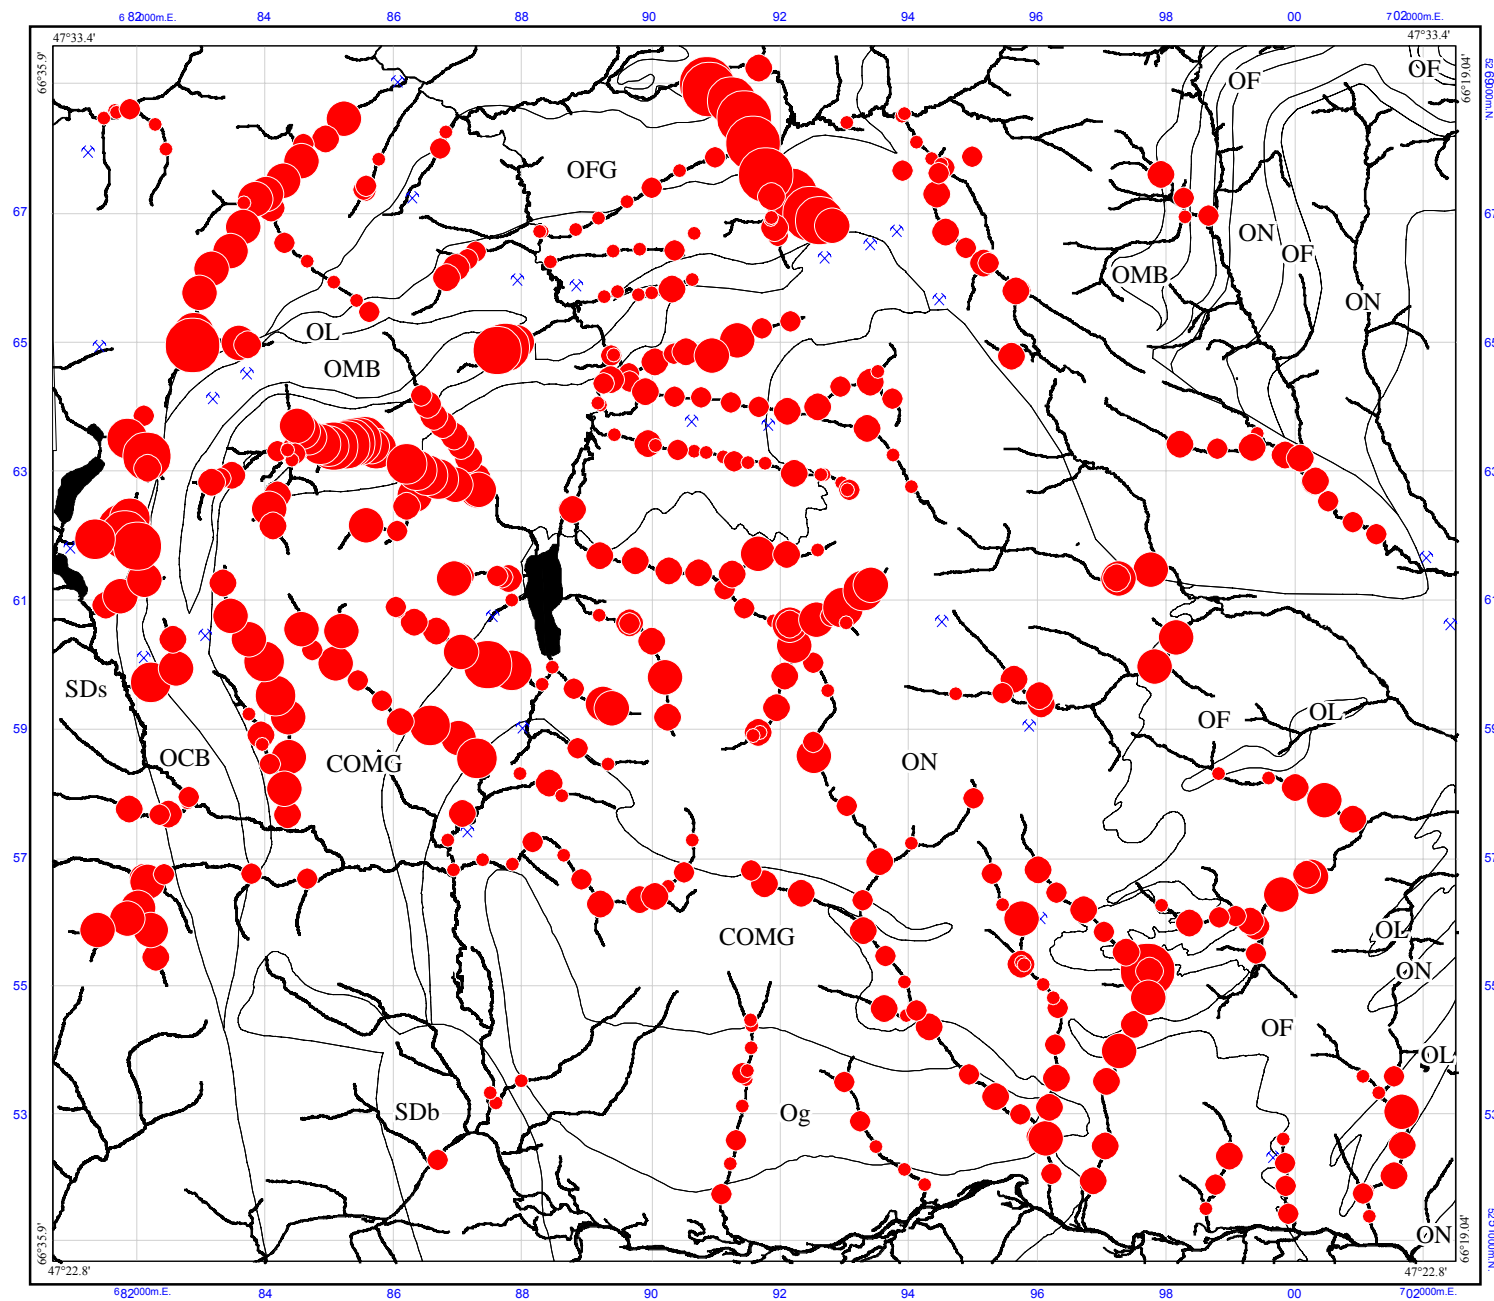 6 82000m.E. 84 86 88 90 92 94 96 98 00 7 02000m.E.
47°33.4' 47°33.4'
66°35.9' 66°19.04'
OF OF
OFG
67
ON OF
OMB
ON
65 OL 65
OMB
63 63
61 61
SDs
OF OL
59 59
OCB COMG ON
57 57
OL
COMG
ON
55 55
OF
OL
53 SDb Og 53
ON
66°35.9' 66°19.04'
47°22.8' 47°22.8'
6 82000m.E. 84 86 88 90 92 94 96 98 00 7 02000m.E.